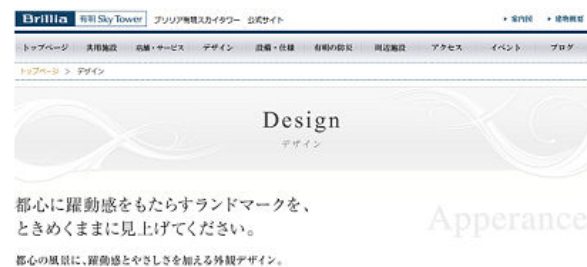 Brillia 有明 Sky Tower ブリリア有明スカイタワー 公式サイト
案内図 建物概要
トップページ 共用施設 店舗・サービス デザイン 設備・仕様 有明の防災 周辺施設 アクセス イベント ブログ
トップページ > デザイン
Design
デザイン
都心に躍動感をもたらすランドマークを、
ときめくままに見上げてください。
Apperance
都心の風景に、躍動感とやさしさを加える外観デザイン。